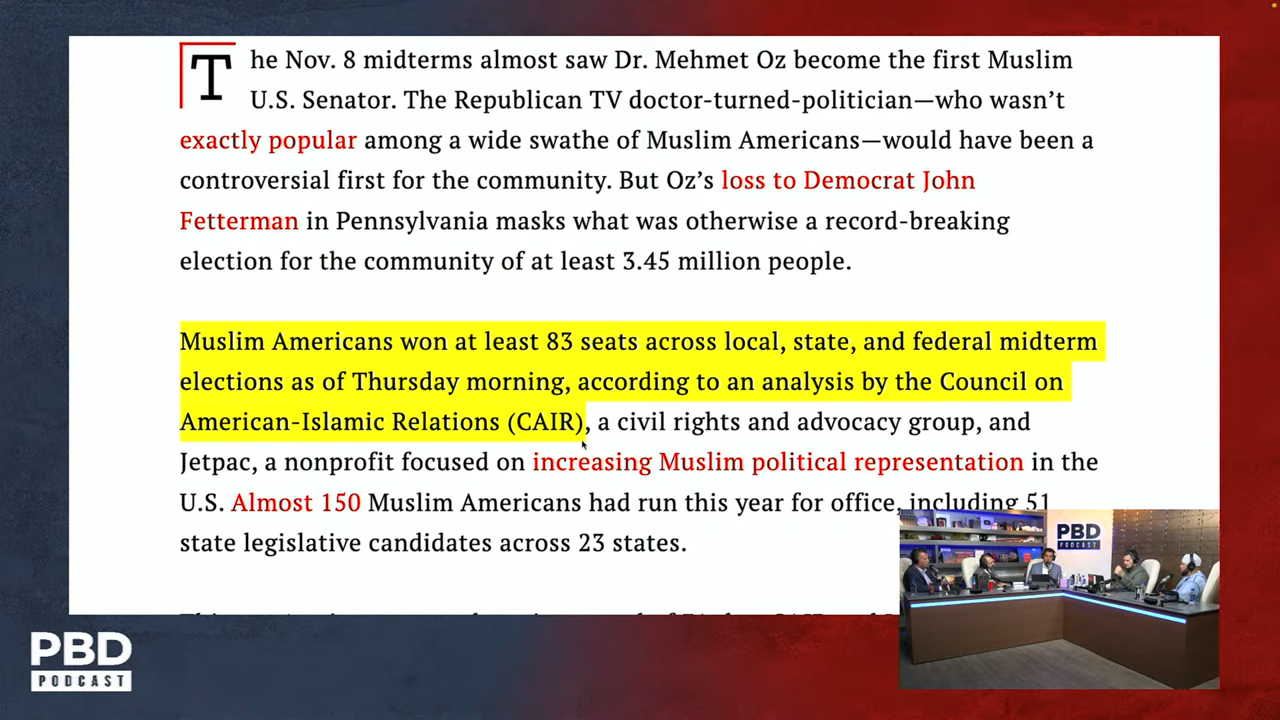 The Nov. 8 midterms almost saw Dr. Mehmet Oz become the first Muslim
U.S. Senator. The Republican TV doctor-turned-politician—who wasn’t
exactly popular among a wide swathe of Muslim Americans—would have been a
controversial first for the community. But Oz’s loss to Democrat John
Fetterman in Pennsylvania masks what was otherwise a record-breaking
election for the community of at least 3.45 million people.
Muslim Americans won at least 83 seats across local, state, and federal midterm
elections as of Thursday morning, according to an analysis by the Council on
American-Islamic Relations (CAIR), a civil rights and advocacy group, and
Jetpac, a nonprofit focused on increasing Muslim political representation in the
U.S. Almost 150 Muslim Americans had run this year for office, including 51
state legislative candidates across 23 states.
PBD
PODCAST
PBD
PODCAST